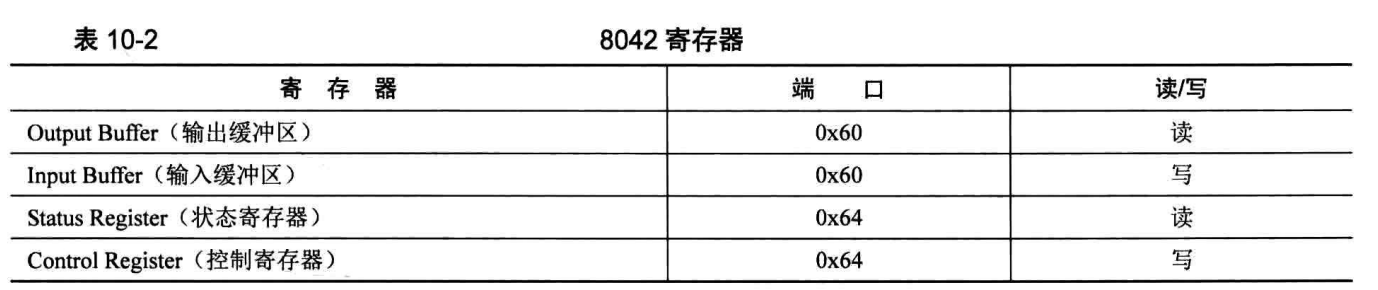 表 10-2 8042 寄存器
寄 存 器 端 口 读/写
Output Buffer（输出缓冲区） 0x60 读
Input Buffer（输入缓冲区） 0x60 写
Status Register（状态寄存器） 0x64 读
Control Register（控制寄存器） 0x64 写